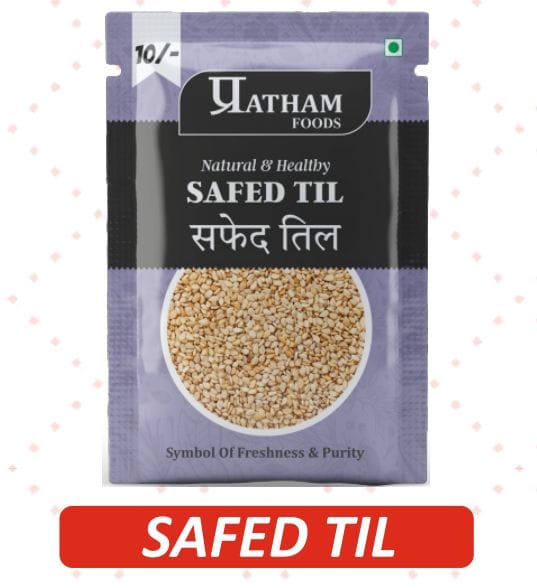 10/-
प्रATHAM
FOODS
Natural & Healthy
SAFED TIL
सफेद तिल
Symbol Of Freshness & Purity
SAFED TIL